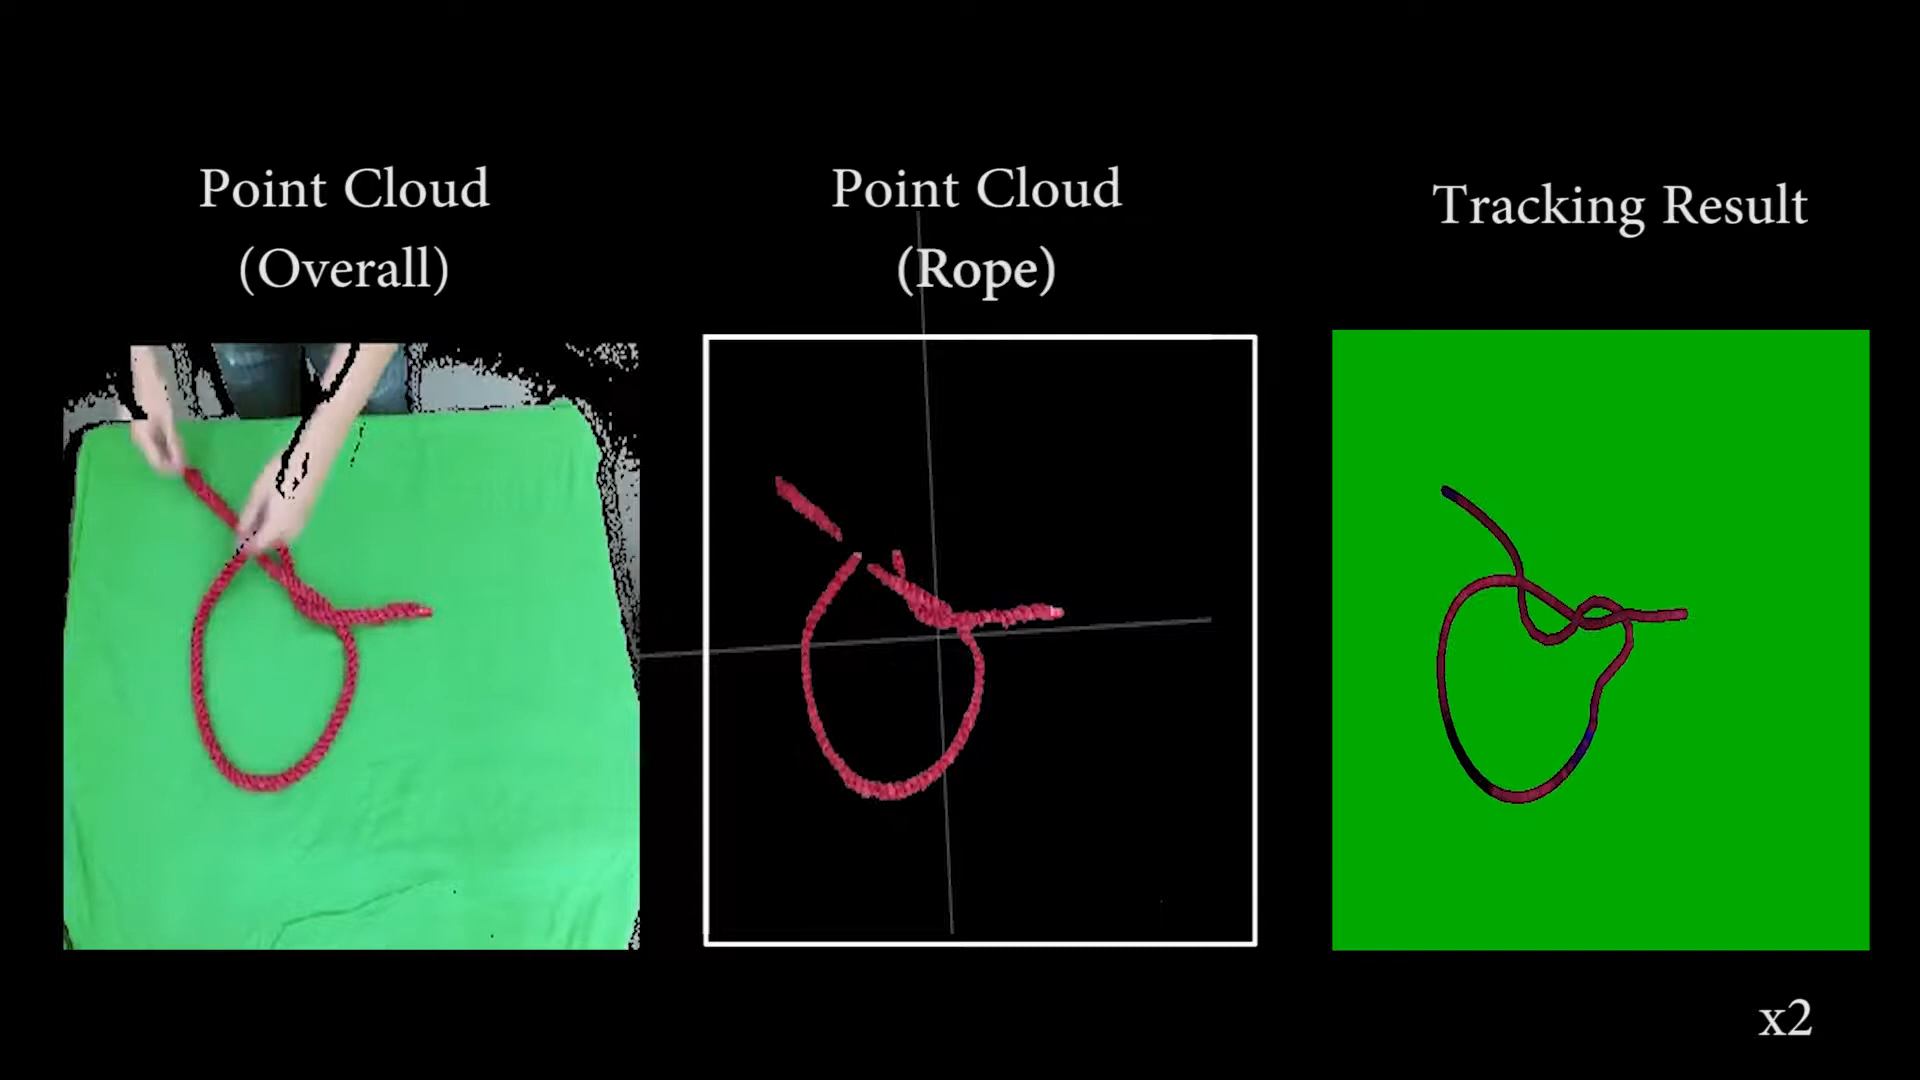 Point Cloud
(Overall)
Point Cloud
(Rope)
Tracking Result
x2